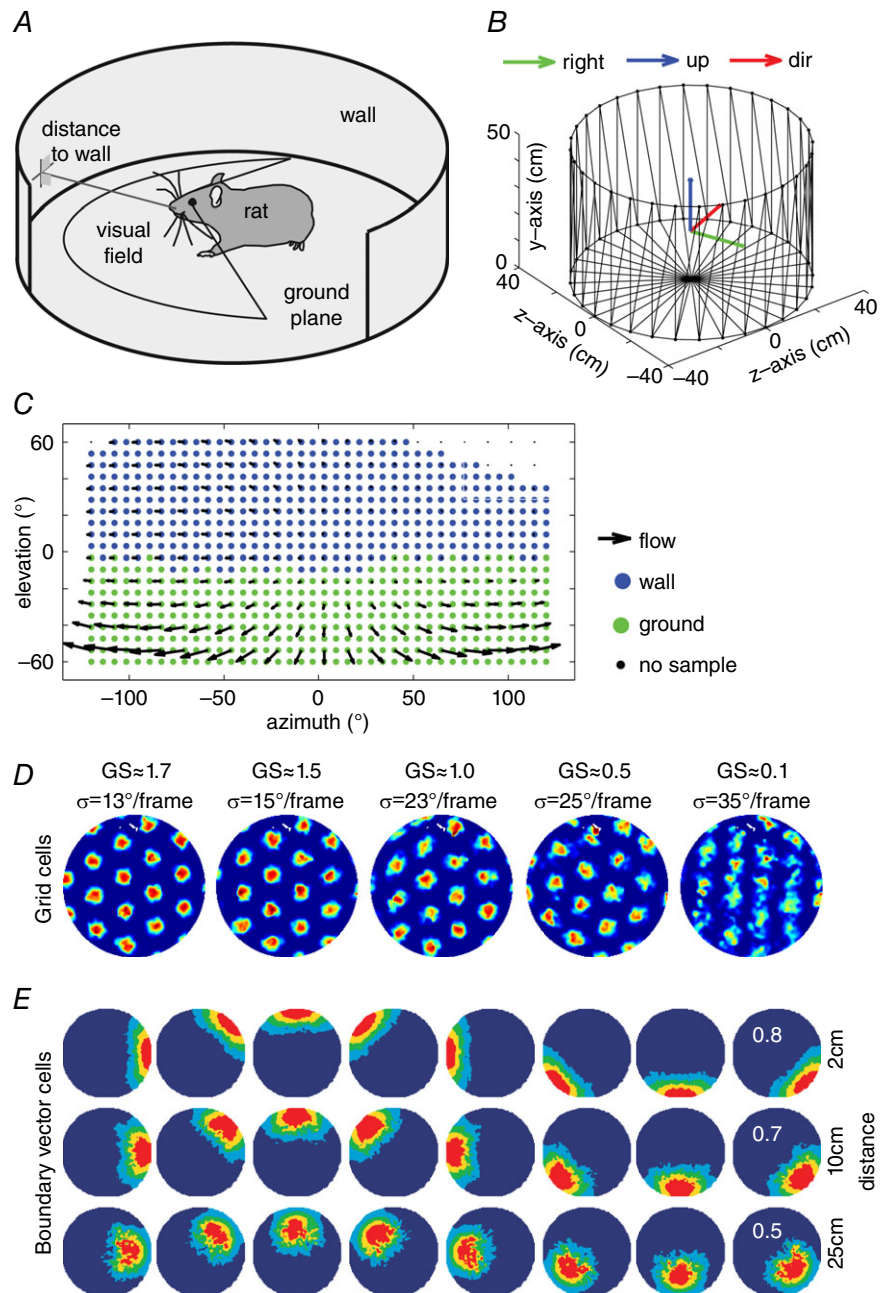 A
wall
distance
to wall
rat
visual
field
ground
plane
B
right up dir
50
y–axis (cm)
0
40
0
–40
z–axis (cm)
–40
0
40
z–axis (cm)
C
60
0
–60
elevation (°)
–100 –50 0 50 100
azimuth (°)
flow
wall
ground
no sample
D
GS≈1.7 GS≈1.5 GS≈1.0 GS≈0.5 GS≈0.1
σ=13°/frame σ=15°/frame σ=23°/frame σ=25°/frame σ=35°/frame
Grid cells
E
Boundary vector cells
0.8
2cm
0.7
10cm
distance
0.5
25cm